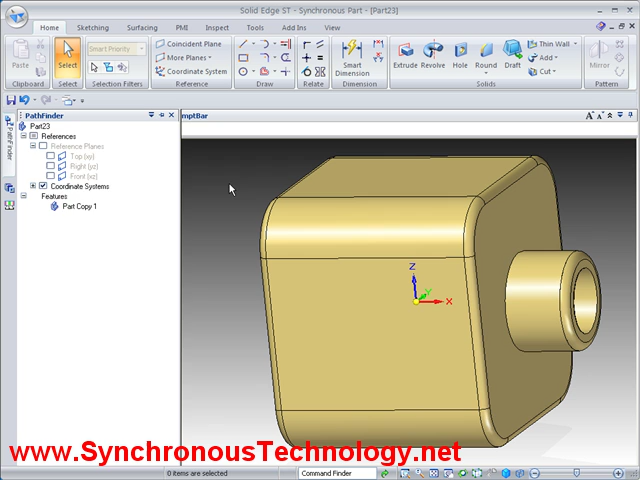 Solid Edge ST - Synchronous Part - [Part23]
Home Sketching Surfacing PMI Inspect Tools Add Ins View
Paste
Clipboard
Select
Select
Smart Priority
Selection Filters
Coincident Plane
More Planes
Coordinate System
Reference
Draw
Relate
Smart Dimension
Dimension
Extrude Revolve Hole Round Draft
Thin Wall
Add
Cut
Solids
Mirror
Pattern
PathFinder
mptBar
PathFinder
Part23
References
Reference Planes
Top (xy)
Right (yz)
Front (xz)
Coordinate Systems
Features
Part Copy 1
Z
Y
X
www.SynchronousTechnology.net
0 items are selected
Command Finder